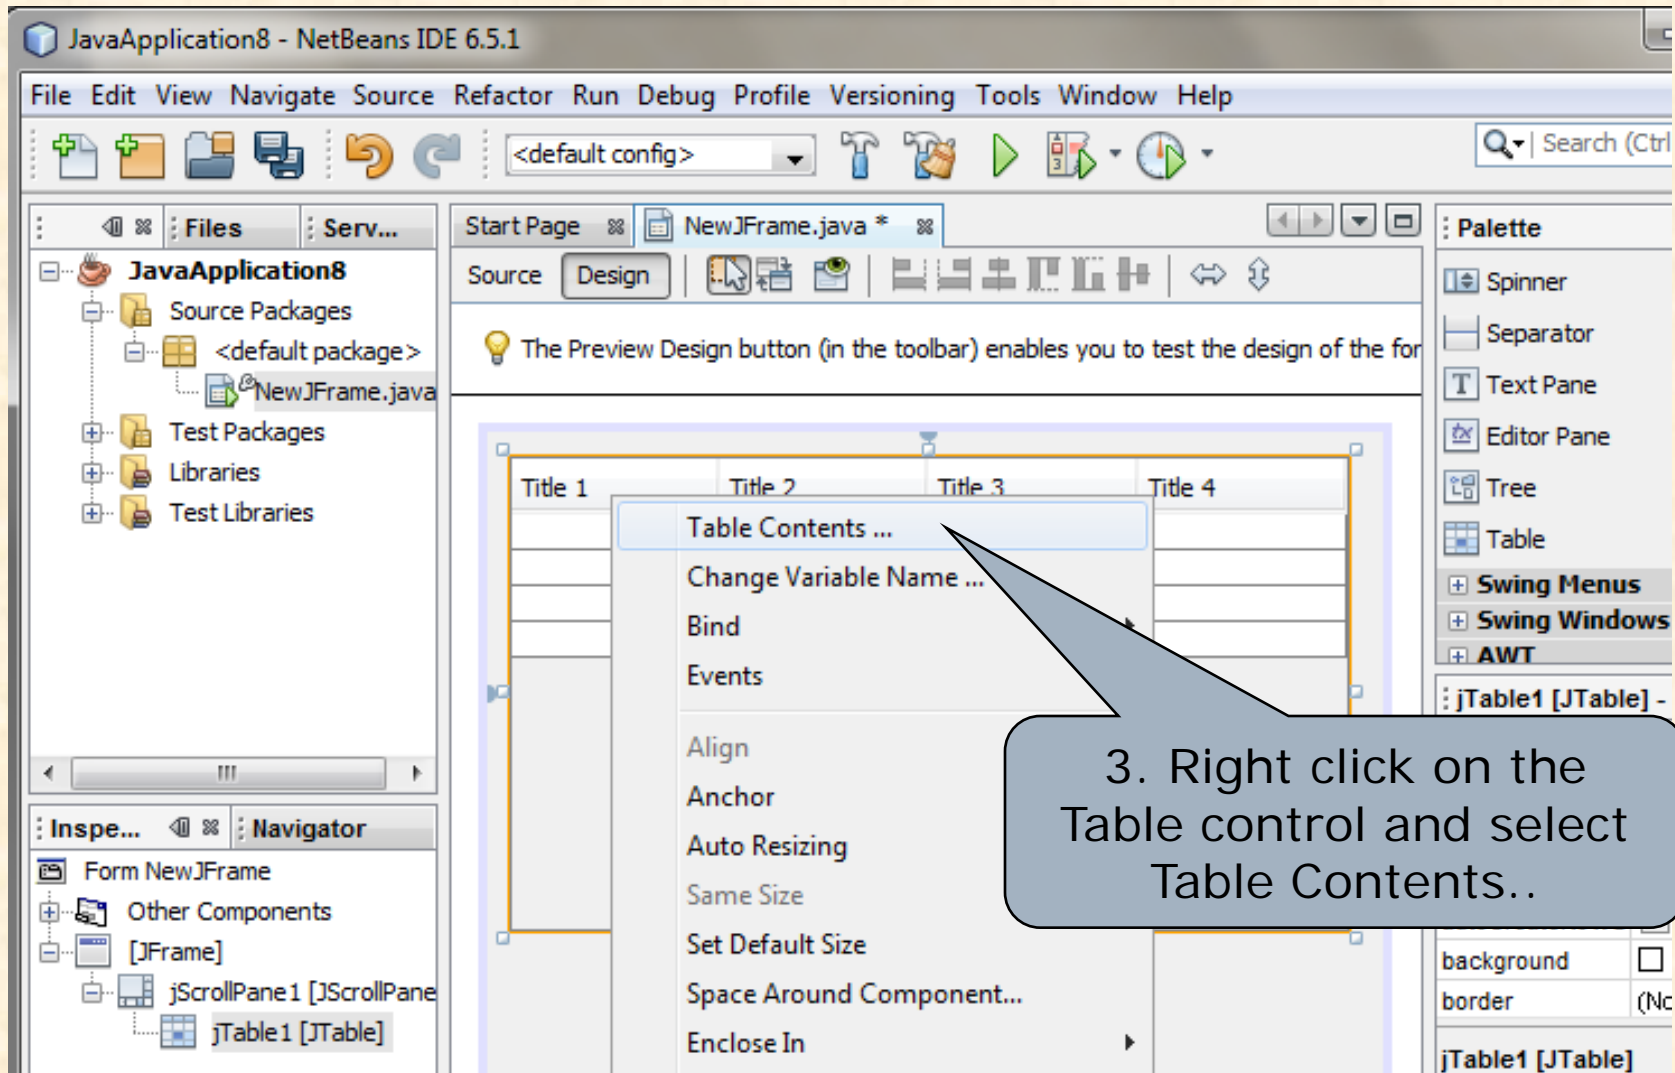 JavaApplication8 - NetBeans IDE 6.5.1
File Edit View Navigate Source Refactor Run Debug Profile Versioning Tools Window Help
<default config>
Search (Ctrl
Files
Serv...
JavaApplication8
Source Packages
<default package>
NewJFrame.java
Test Packages
Libraries
Test Libraries
Start Page
NewJFrame.java *
Source
Design
The Preview Design button (in the toolbar) enables you to test the design of the for
Title 1
Title 2
Title 3
Title 4
Table Contents ...
Change Variable Name ...
Bind
Events
Align
Anchor
Auto Resizing
Same Size
Set Default Size
Space Around Component...
Enclose In
3. Right click on the
Table control and select
Table Contents..
Palette
Spinner
Separator
Text Pane
Editor Pane
Tree
Table
Swing Menus
Swing Windows
AWT
jTable1 [JTable] -
background
border
(No
jTable1 [JTable]
Inspe...
Navigator
Form NewJFrame
Other Components
[JFrame]
jScrollPane1 [JScrollPane
jTable1 [JTable]